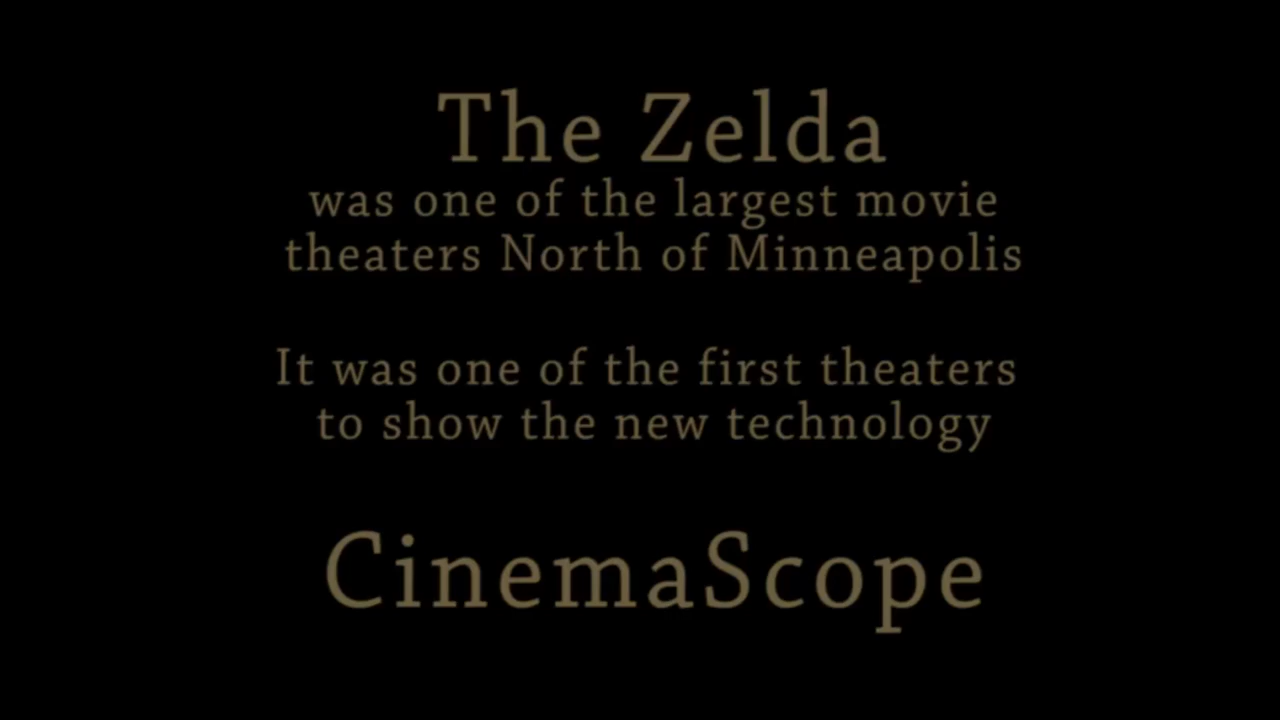 The Zelda
was one of the largest movie
theaters North of Minneapolis
It was one of the first theaters
to show the new technology
CinemaScope